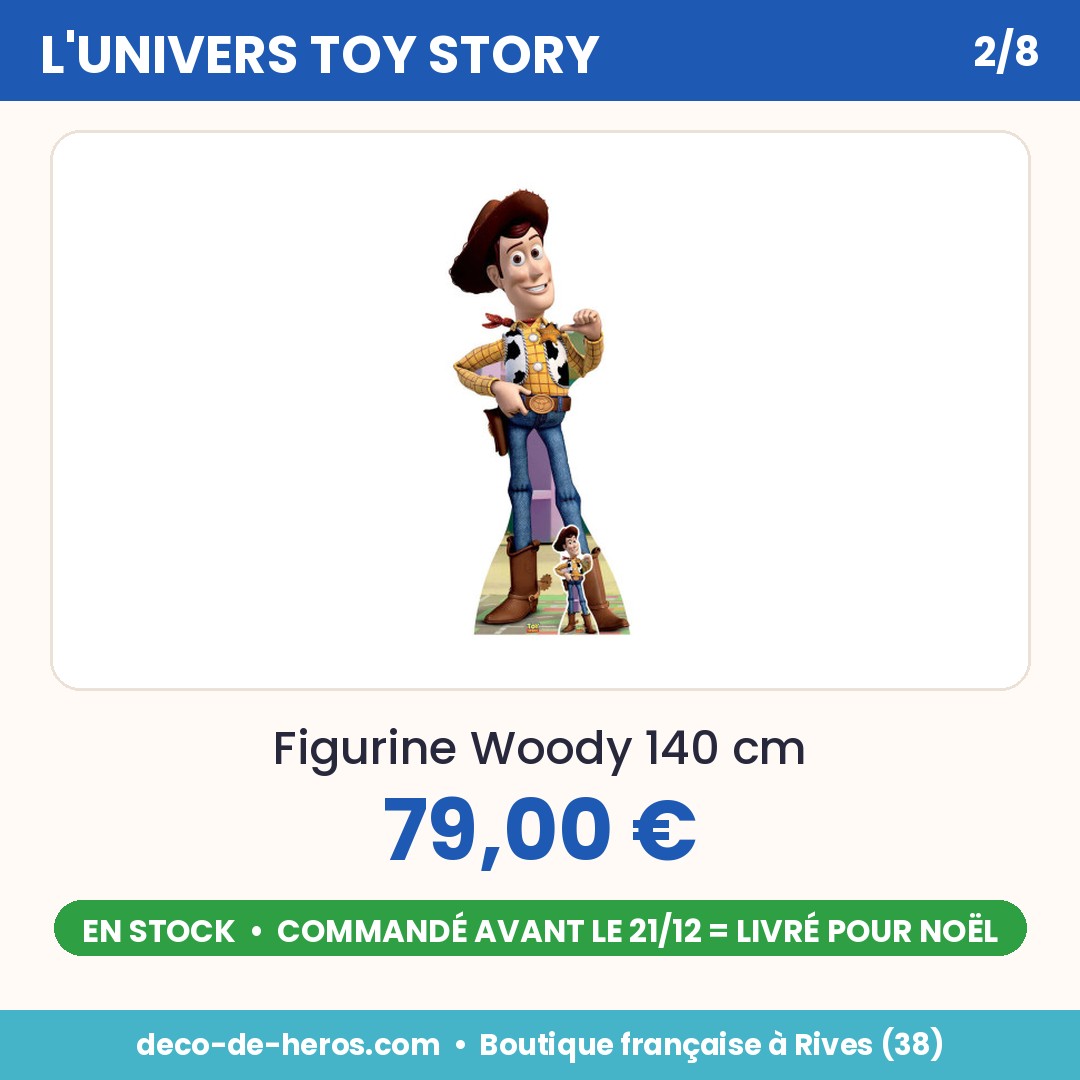 L'UNIVERS TOY STORY
2/8
Figurine Woody 140 cm
79,00 €
EN STOCK • COMMANDÉ AVANT LE 21/12 = LIVRÉ POUR NOËL
deco-de-heros.com • Boutique française à Rives (38)